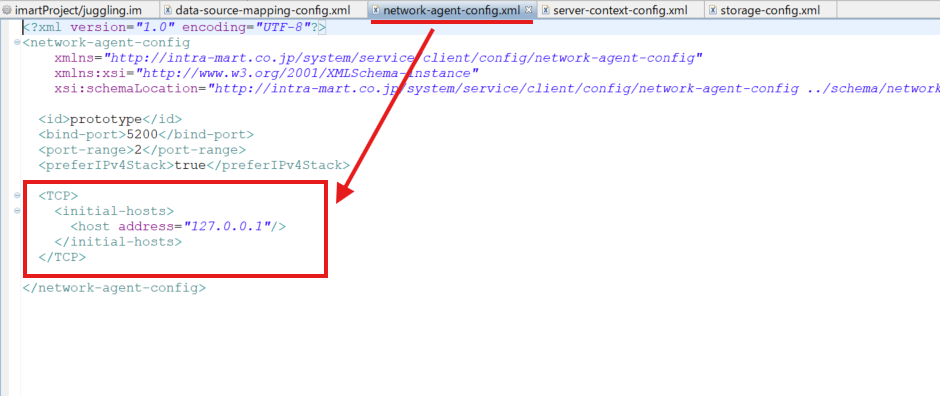 imartProject/juggling.im data-source-mapping-config.xml network-agent-config.xml server-context-config.xml storage-config.xml
<?xml version="1.0" encoding="UTF-8"?>
<network-agent-config
xmlns="http://intra-mart.co.jp/system/service/client/config/network-agent-config"
xmlns:xsi="http://www.w3.org/2001/XMLSchema-instance"
xsi:schemaLocation="http://intra-mart.co.jp/system/service/client/config/network-agent-config ../schema/network
<id>prototype</id>
<bind-port>5200</bind-port>
<port-range>2</port-range>
<preferIPv4Stack>true</preferIPv4Stack>
<TCP>
<initial-hosts>
<host address="127.0.0.1"/>
</initial-hosts>
</TCP>
</network-agent-config>